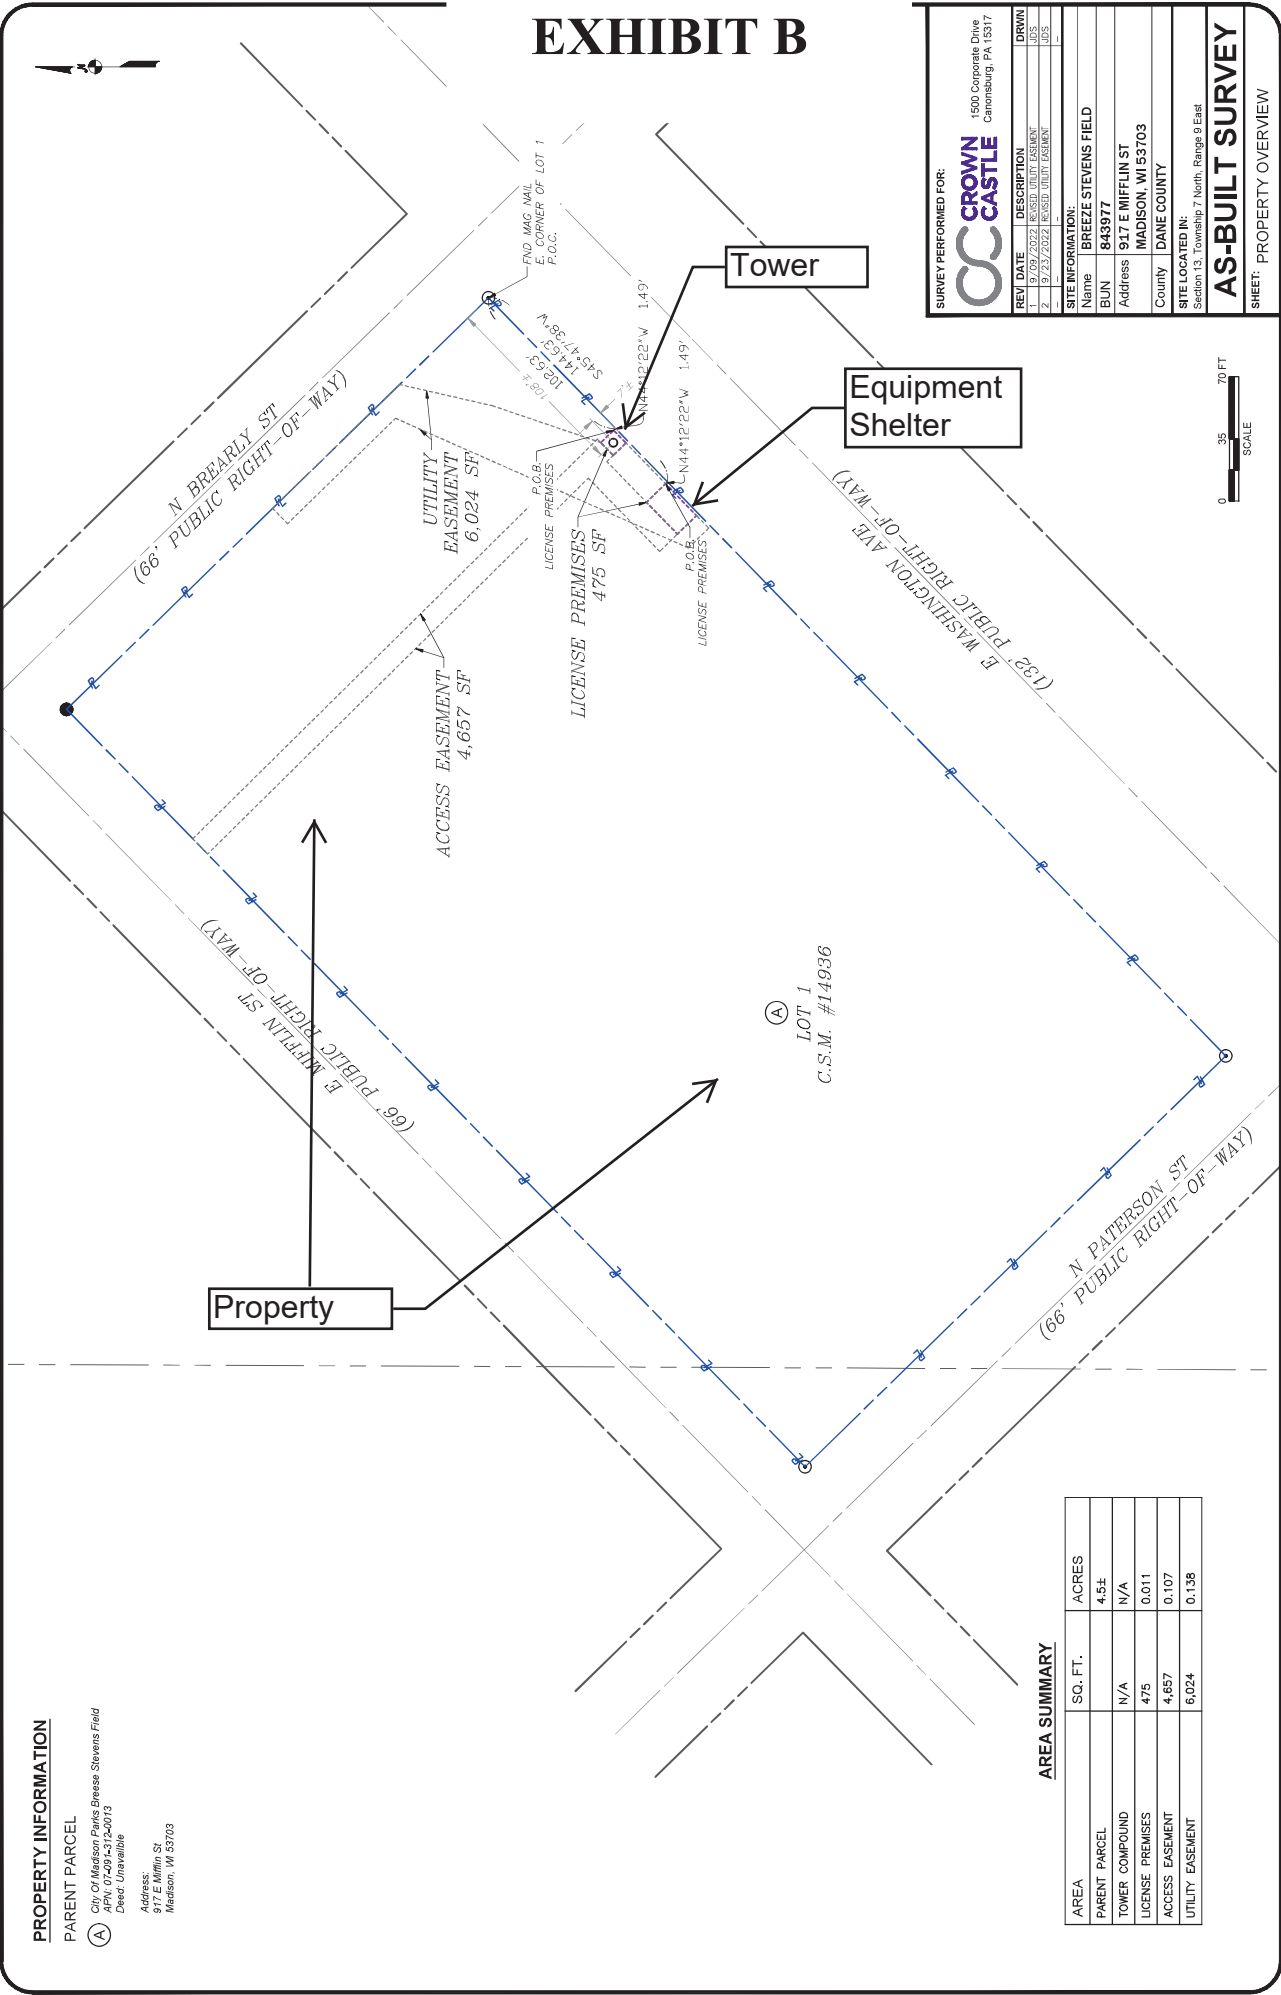 EXHIBIT B
N BREARLY ST
(66' PUBLIC RIGHT-OF-WAY)
FND MAG NAIL
E. CORNER OF LOT 1
P.O.C.
S45°47'38"W
144.63'
102.63'
108'±
7'±
N44°12'22"W 1.49'
N44°12'22"W 1.49'
Tower
Equipment
Shelter
UTILITY
EASEMENT
6,024 SF
P.O.B.
LICENSE PREMISES
LICENSE PREMISES
475 SF
P.O.B.
LICENSE PREMISES
ACCESS EASEMENT
4,657 SF
E WASHINGTON AVE
(132' PUBLIC RIGHT-OF-WAY)
E MIFFLIN ST
(66' PUBLIC RIGHT-OF-WAY)
A
LOT 1
C.S.M. #14936
N PATERSON ST
(66' PUBLIC RIGHT-OF-WAY)
Property
SURVEY PERFORMED FOR:
CROWN
CASTLE
1500 Corporate Drive
Canonsburg, PA 15317
REV DATE DESCRIPTION DRWN
1 9/09/2022 REVISED UTILITY EASEMENT JDS
2 9/23/2022 REVISED UTILITY EASEMENT JDS
– – – –
SITE INFORMATION:
Name BREEZE STEVENS FIELD
BUN 843977
Address 917 E MIFFLIN ST
MADISON, WI 53703
County DANE COUNTY
SITE LOCATED IN:
Section 13, Township 7 North, Range 9 East
AS-BUILT SURVEY
SHEET: PROPERTY OVERVIEW
0 35 70 FT
SCALE
PROPERTY INFORMATION
PARENT PARCEL
A City Of Madison Parks Breese Stevens Field
APN: 07-091-312-0013
Deed: Unavailble
Address:
917 E Mifflin St
Madison, WI 53703
AREA SUMMARY
AREA SQ. FT. ACRES
PARENT PARCEL 4.5±
TOWER COMPOUND N/A N/A
LICENSE PREMISES 475 0.011
ACCESS EASEMENT 4,657 0.107
UTILITY EASEMENT 6,024 0.138